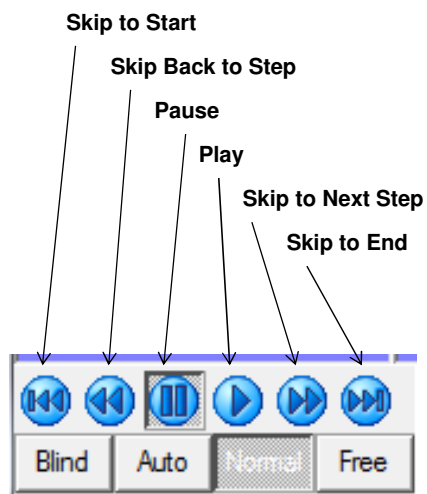 Skip to Start
Skip Back to Step
Pause
Play
Skip to Next Step
Skip to End
Blind Auto Normal Free